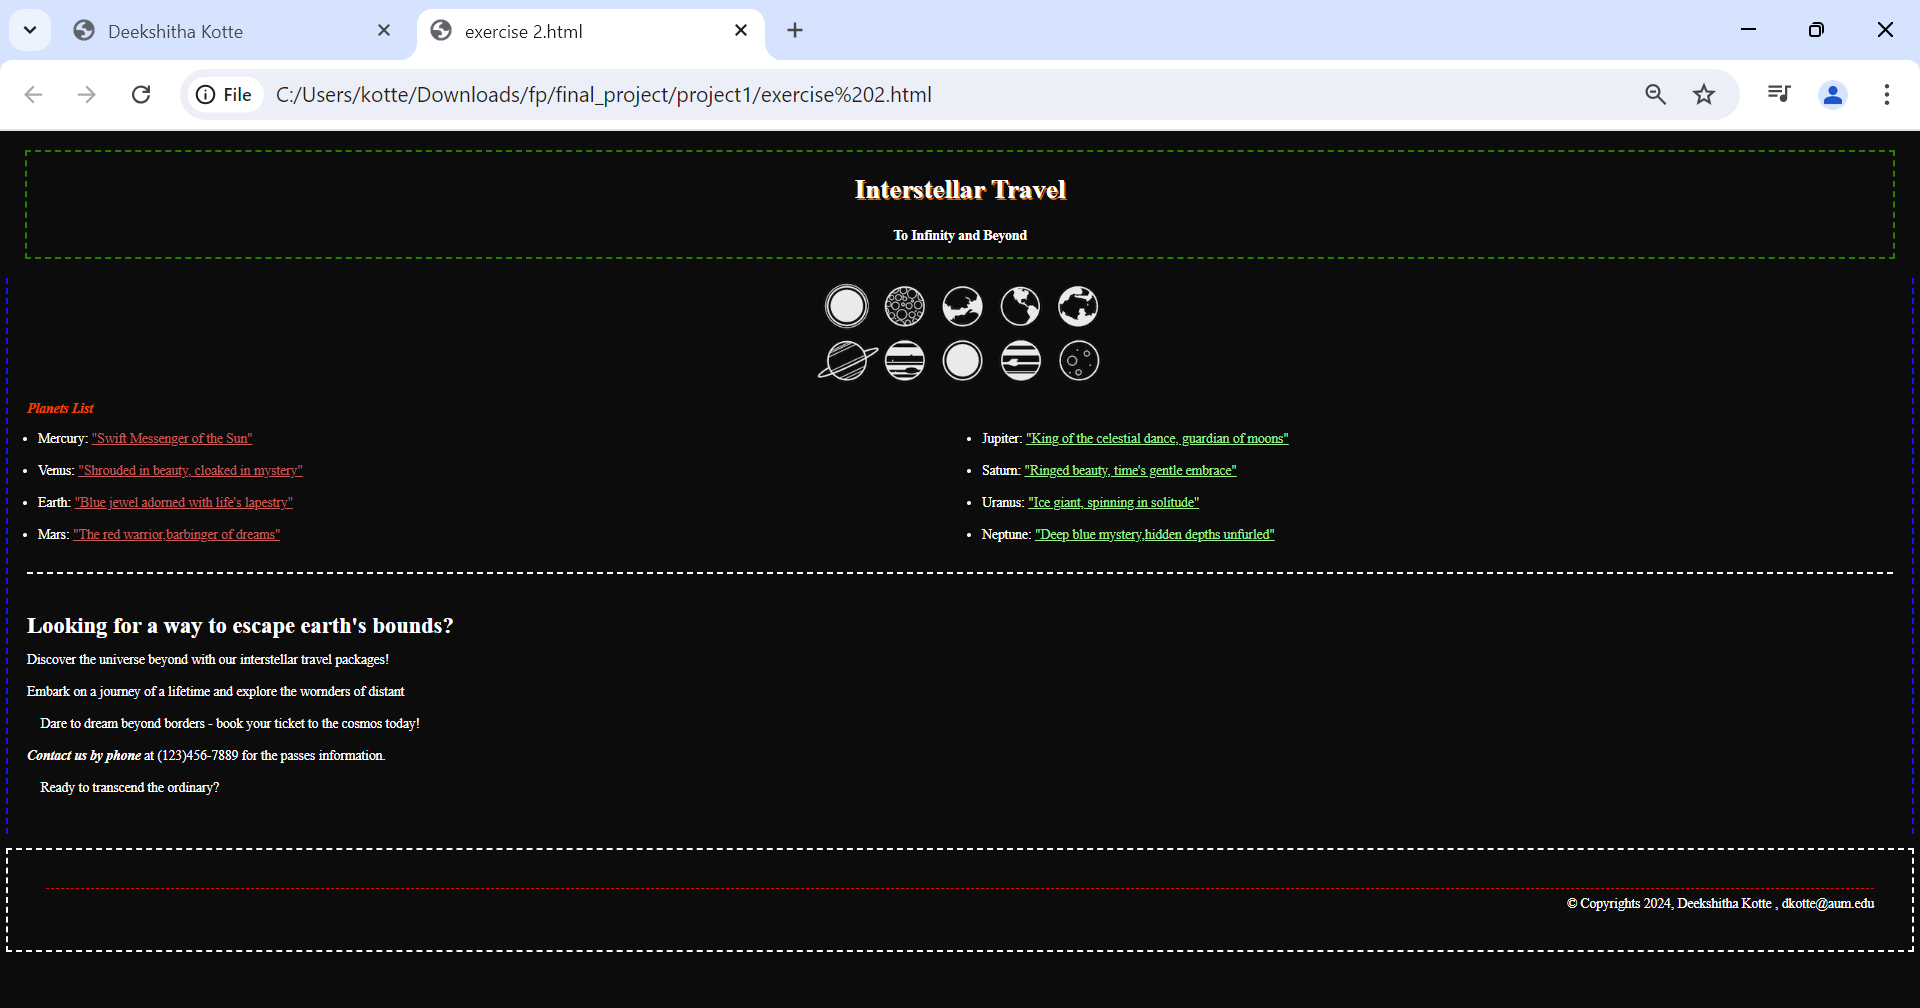 Deekshitha Kotte
exercise 2.html
File C:/Users/kotte/Downloads/fp/final_project/project1/exercise%202.html
Interstellar Travel
To Infinity and Beyond
Planets List
Mercury: "Swift Messenger of the Sun"
Venus: "Shrouded in beauty, cloaked in mystery"
Earth: "Blue jewel adorned with life's lapestry"
Mars: "The red warrior,barbinger of dreams"
Jupiter: "King of the celestial dance, guardian of moons"
Saturn: "Ringed beauty, time's gentle embrace"
Uranus: "Ice giant, spinning in solitude"
Neptune: "Deep blue mystery,hidden depths unfurled"
Looking for a way to escape earth's bounds?
Discover the universe beyond with our interstellar travel packages!
Embark on a journey of a lifetime and explore the wornders of distant
Dare to dream beyond borders - book your ticket to the cosmos today!
Contact us by phone at (123)456-7889 for the passes information.
Ready to transcend the ordinary?
© Copyrights 2024, Deekshitha Kotte , dkotte@aum.edu